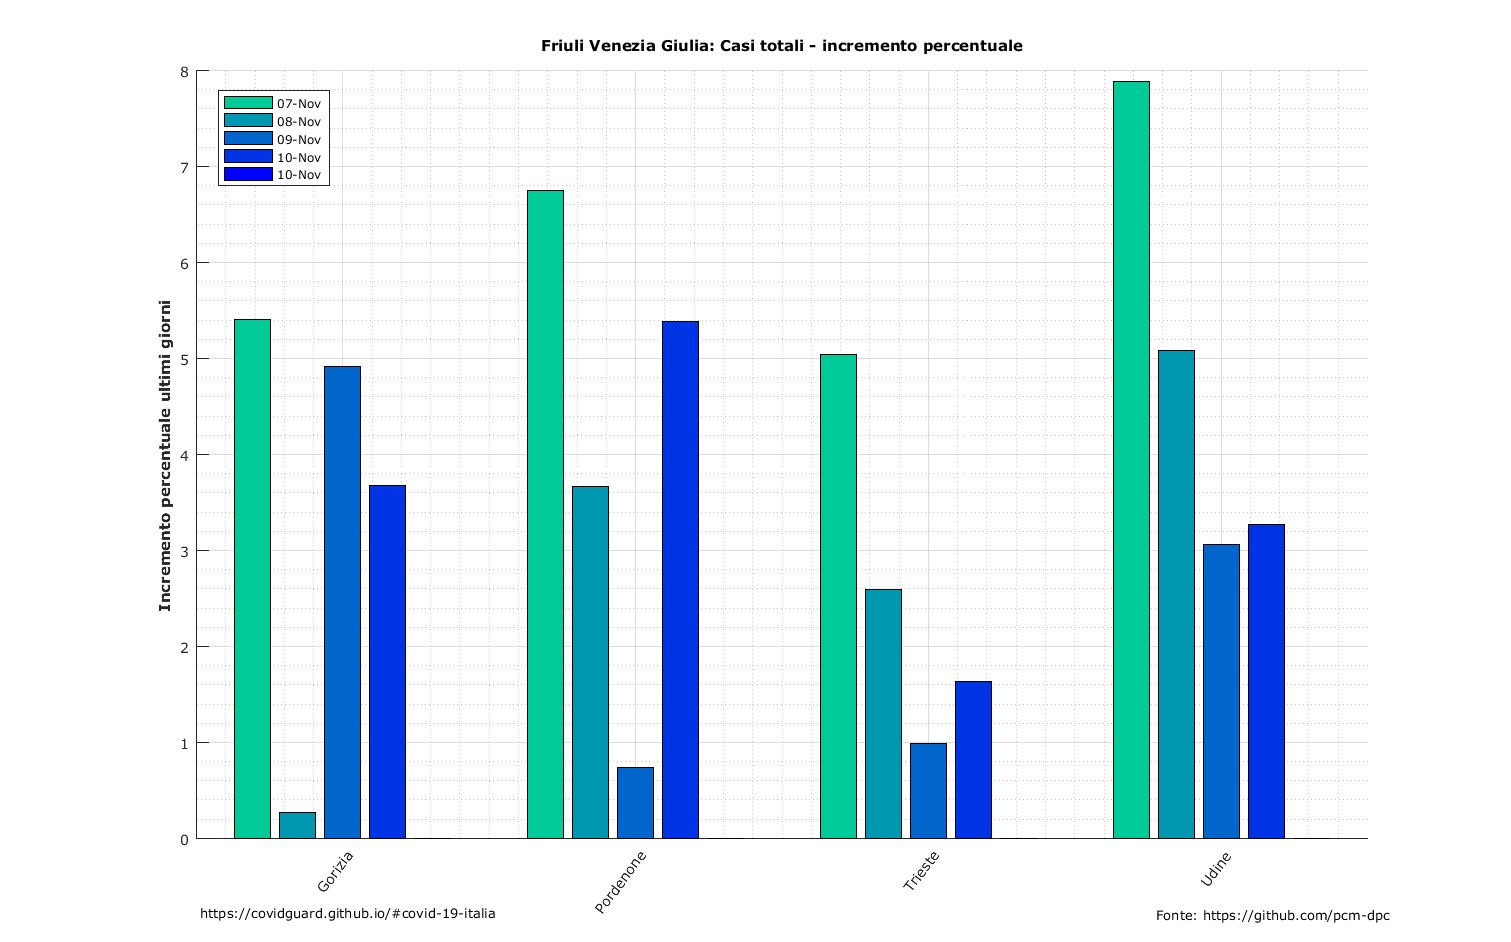 Friuli Venezia Giulia: Casi totali - incremento percentuale
8
7
6
5
4
3
2
1
0
Incremento percentuale ultimi giorni
07-Nov
08-Nov
09-Nov
10-Nov
10-Nov
Gorizia
Pordenone
Trieste
Udine
https://covidguard.github.io/#covid-19-italia
Fonte: https://github.com/pcm-dpc